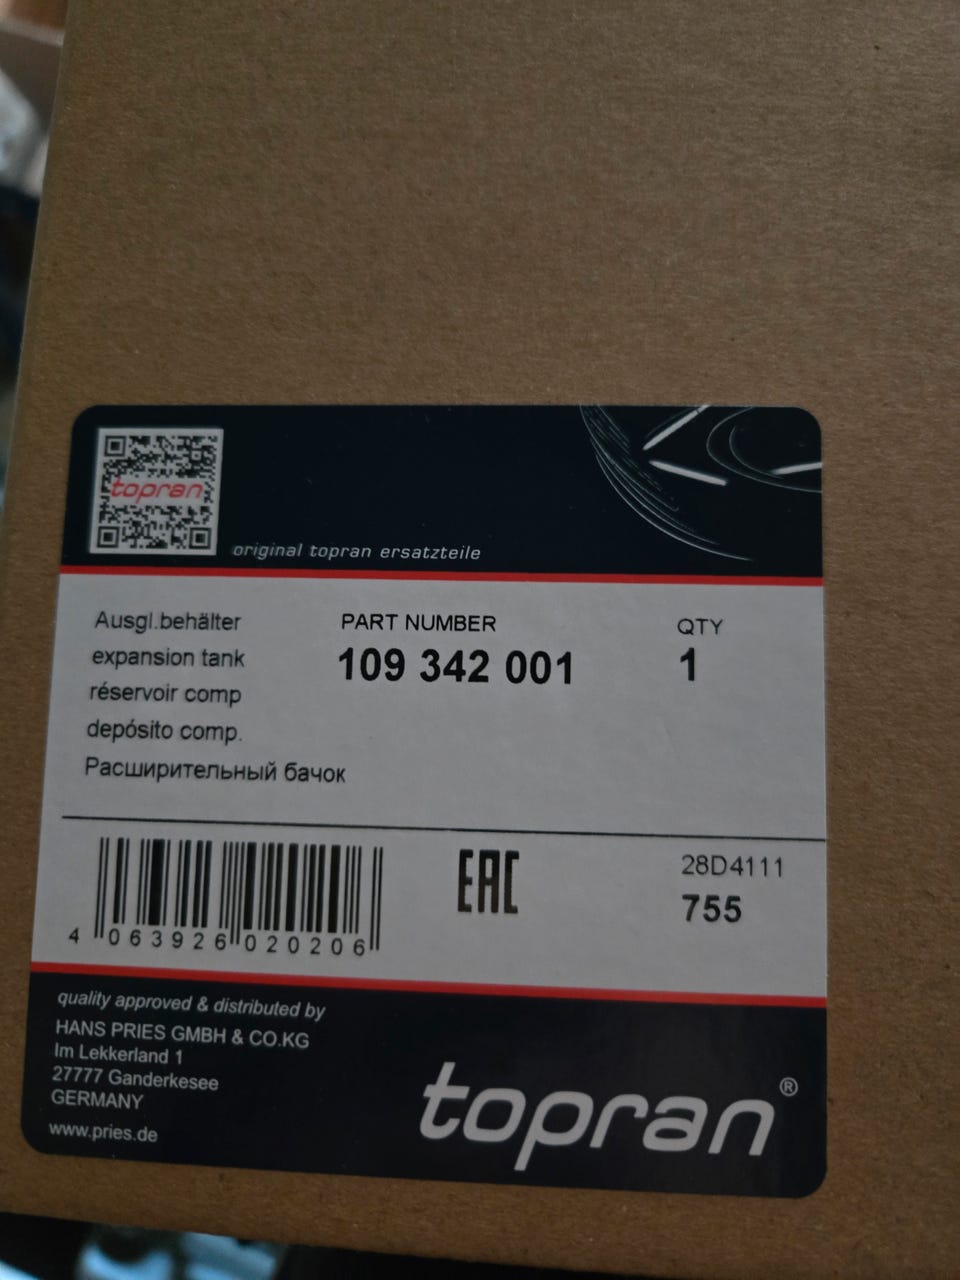 topran
original topran ersatzteile
Ausgl.behälter
expansion tank
réservoir comp
depósito comp.
Расширительный бачок
PART NUMBER
109 342 001
QTY
1
4 063926 020206
EAC
28D4111
755
quality approved & distributed by
HANS PRIES GMBH & CO.KG
Im Lekkerland 1
27777 Ganderkesee
GERMANY
www.pries.de
topran®